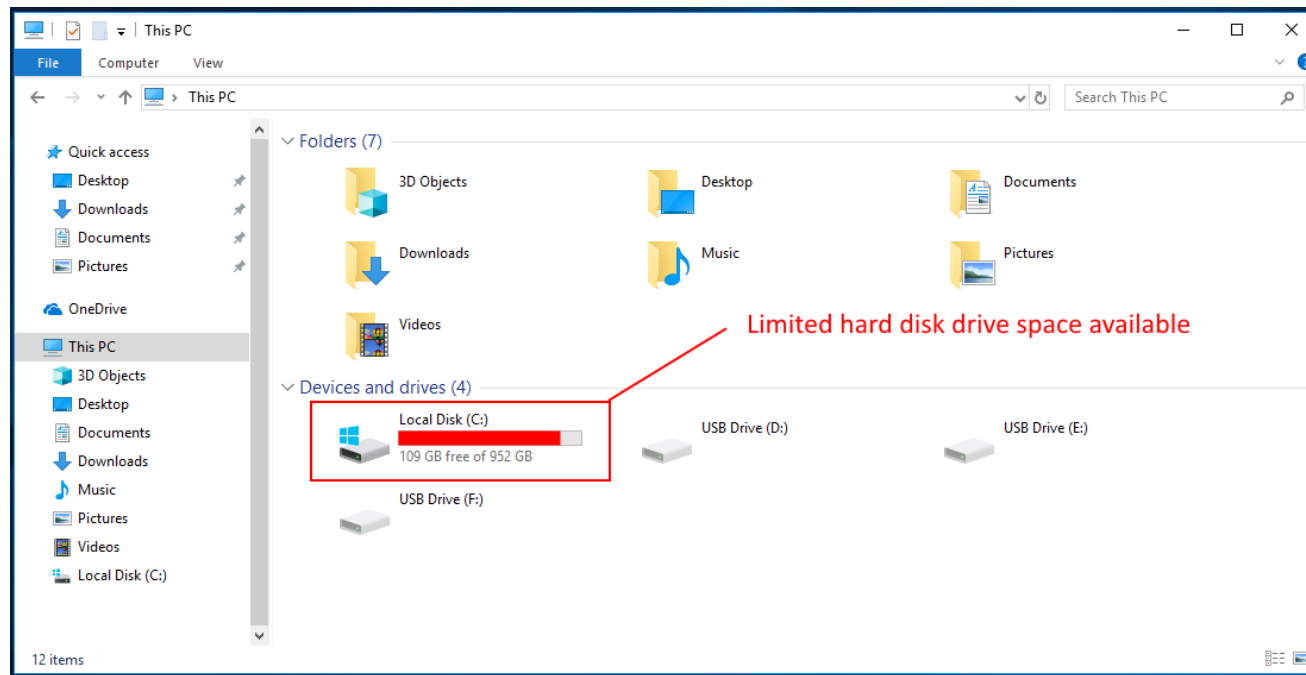 This PC
File Computer View
This PC
Search This PC
Quick access
Desktop
Downloads
Documents
Pictures
OneDrive
This PC
3D Objects
Desktop
Documents
Downloads
Music
Pictures
Videos
Local Disk (C:)
Folders (7)
3D Objects Desktop Documents
Downloads Music Pictures
Videos
Limited hard disk drive space available
Devices and drives (4)
Local Disk (C:) USB Drive (D:) USB Drive (E:)
109 GB free of 952 GB
USB Drive (F:)
12 items